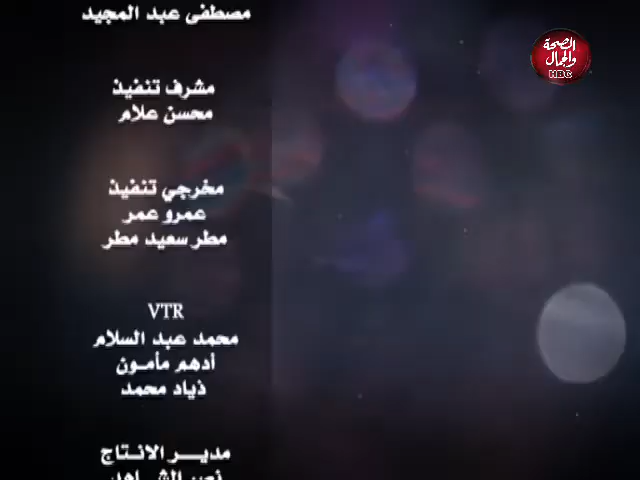 مصطفى عبد المجيد
الصحة
والجمال
HBC
مشرف تنفيذ
محسن علام
مخرجي تنفيذ
عمرو عمر
مطر سعيد مطر
VTR
محمد عبد السلام
أدهم مأمون
ذياد محمد
مدير الانتاج